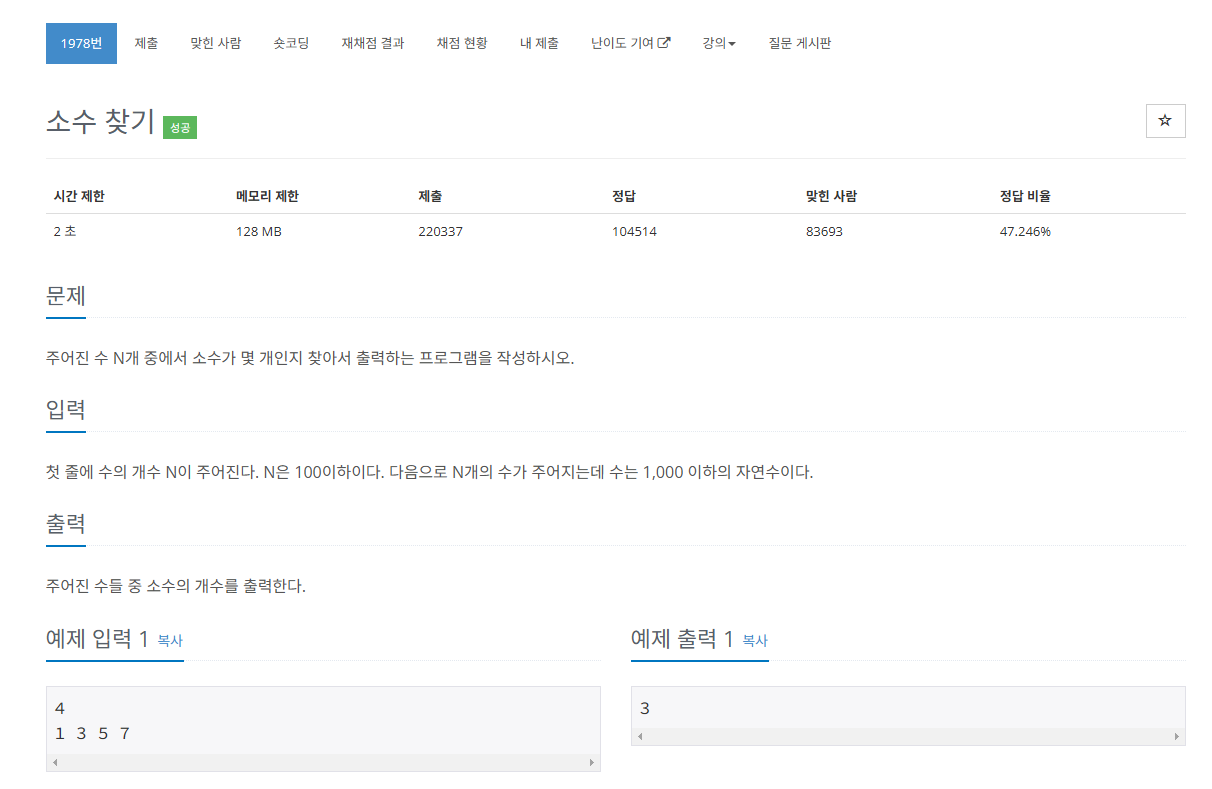 1978번 제출 맞힌 사람 숏코딩 재채점 결과 채점 현황 내 제출 난이도 기여 강의 질문 게시판
소수 찾기 성공
시간 제한 메모리 제한 제출 정답 맞힌 사람 정답 비율
2 초 128 MB 220337 104514 83693 47.246%
문제
주어진 수 N개 중에서 소수가 몇 개인지 찾아서 출력하는 프로그램을 작성하시오.
입력
첫 줄에 수의 개수 N이 주어진다. N은 100이하이다. 다음으로 N개의 수가 주어지는데 수는 1,000 이하의 자연수이다.
출력
주어진 수들 중 소수의 개수를 출력한다.
예제 입력 1 복사
4
1 3 5 7
예제 출력 1 복사
3